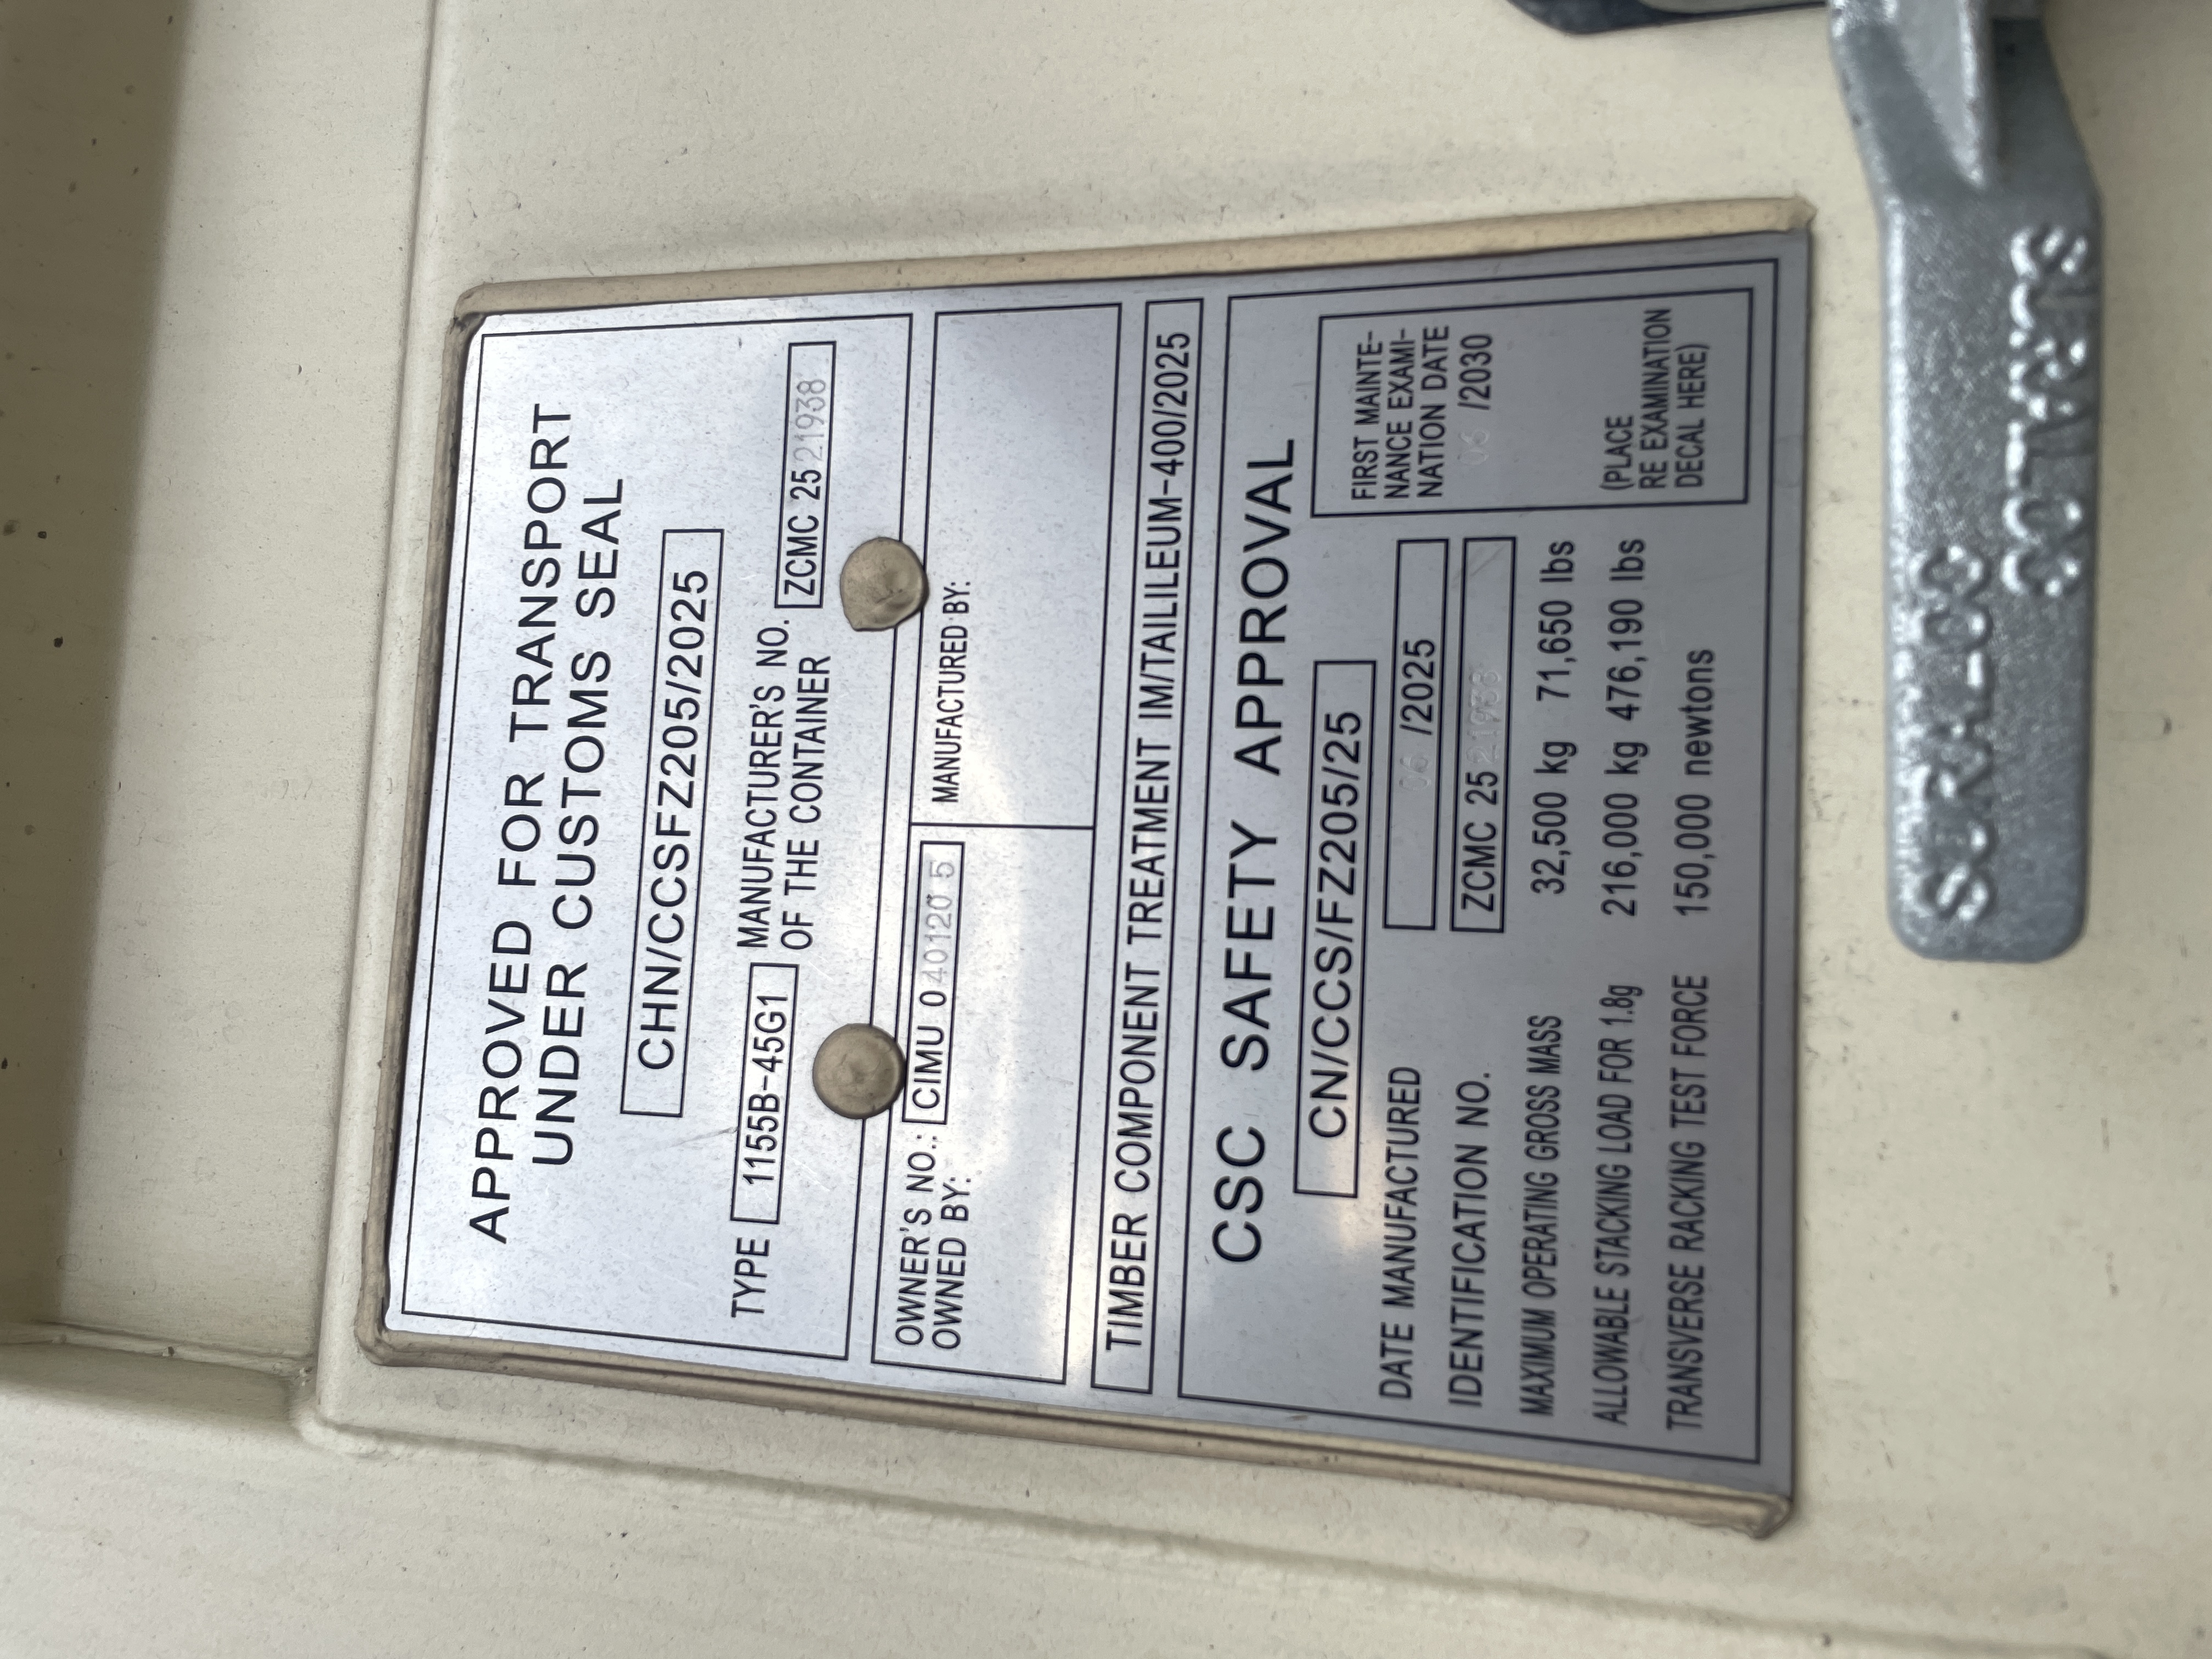 APPROVED FOR TRANSPORT
UNDER CUSTOMS SEAL
CHN/CCSFZ205/2025
TYPE 1155B-45G1 MANUFACTURER'S NO.
OF THE CONTAINER ZCMC 25 21938
OWNER'S NO.: CIMU 0 40120 5
OWNED BY:
MANUFACTURED BY:
TIMBER COMPONENT TREATMENT IM/TAILILEUM-400/2025
CSC SAFETY APPROVAL
CN/CCS/FZ205/25
DATE MANUFACTURED 06 /2025
IDENTIFICATION NO. ZCMC 25 21938
MAXIMUM OPERATING GROSS MASS 32,500 kg 71,650 lbs
ALLOWABLE STACKING LOAD FOR 1.8g 216,000 kg 476,190 lbs
TRANSVERSE RACKING TEST FORCE 150,000 newtons
FIRST MAINTE-
NANCE EXAMI-
NATION DATE
06 /2030
(PLACE
RE EXAMINATION
DECAL HERE)
SURALOC
SURALOC